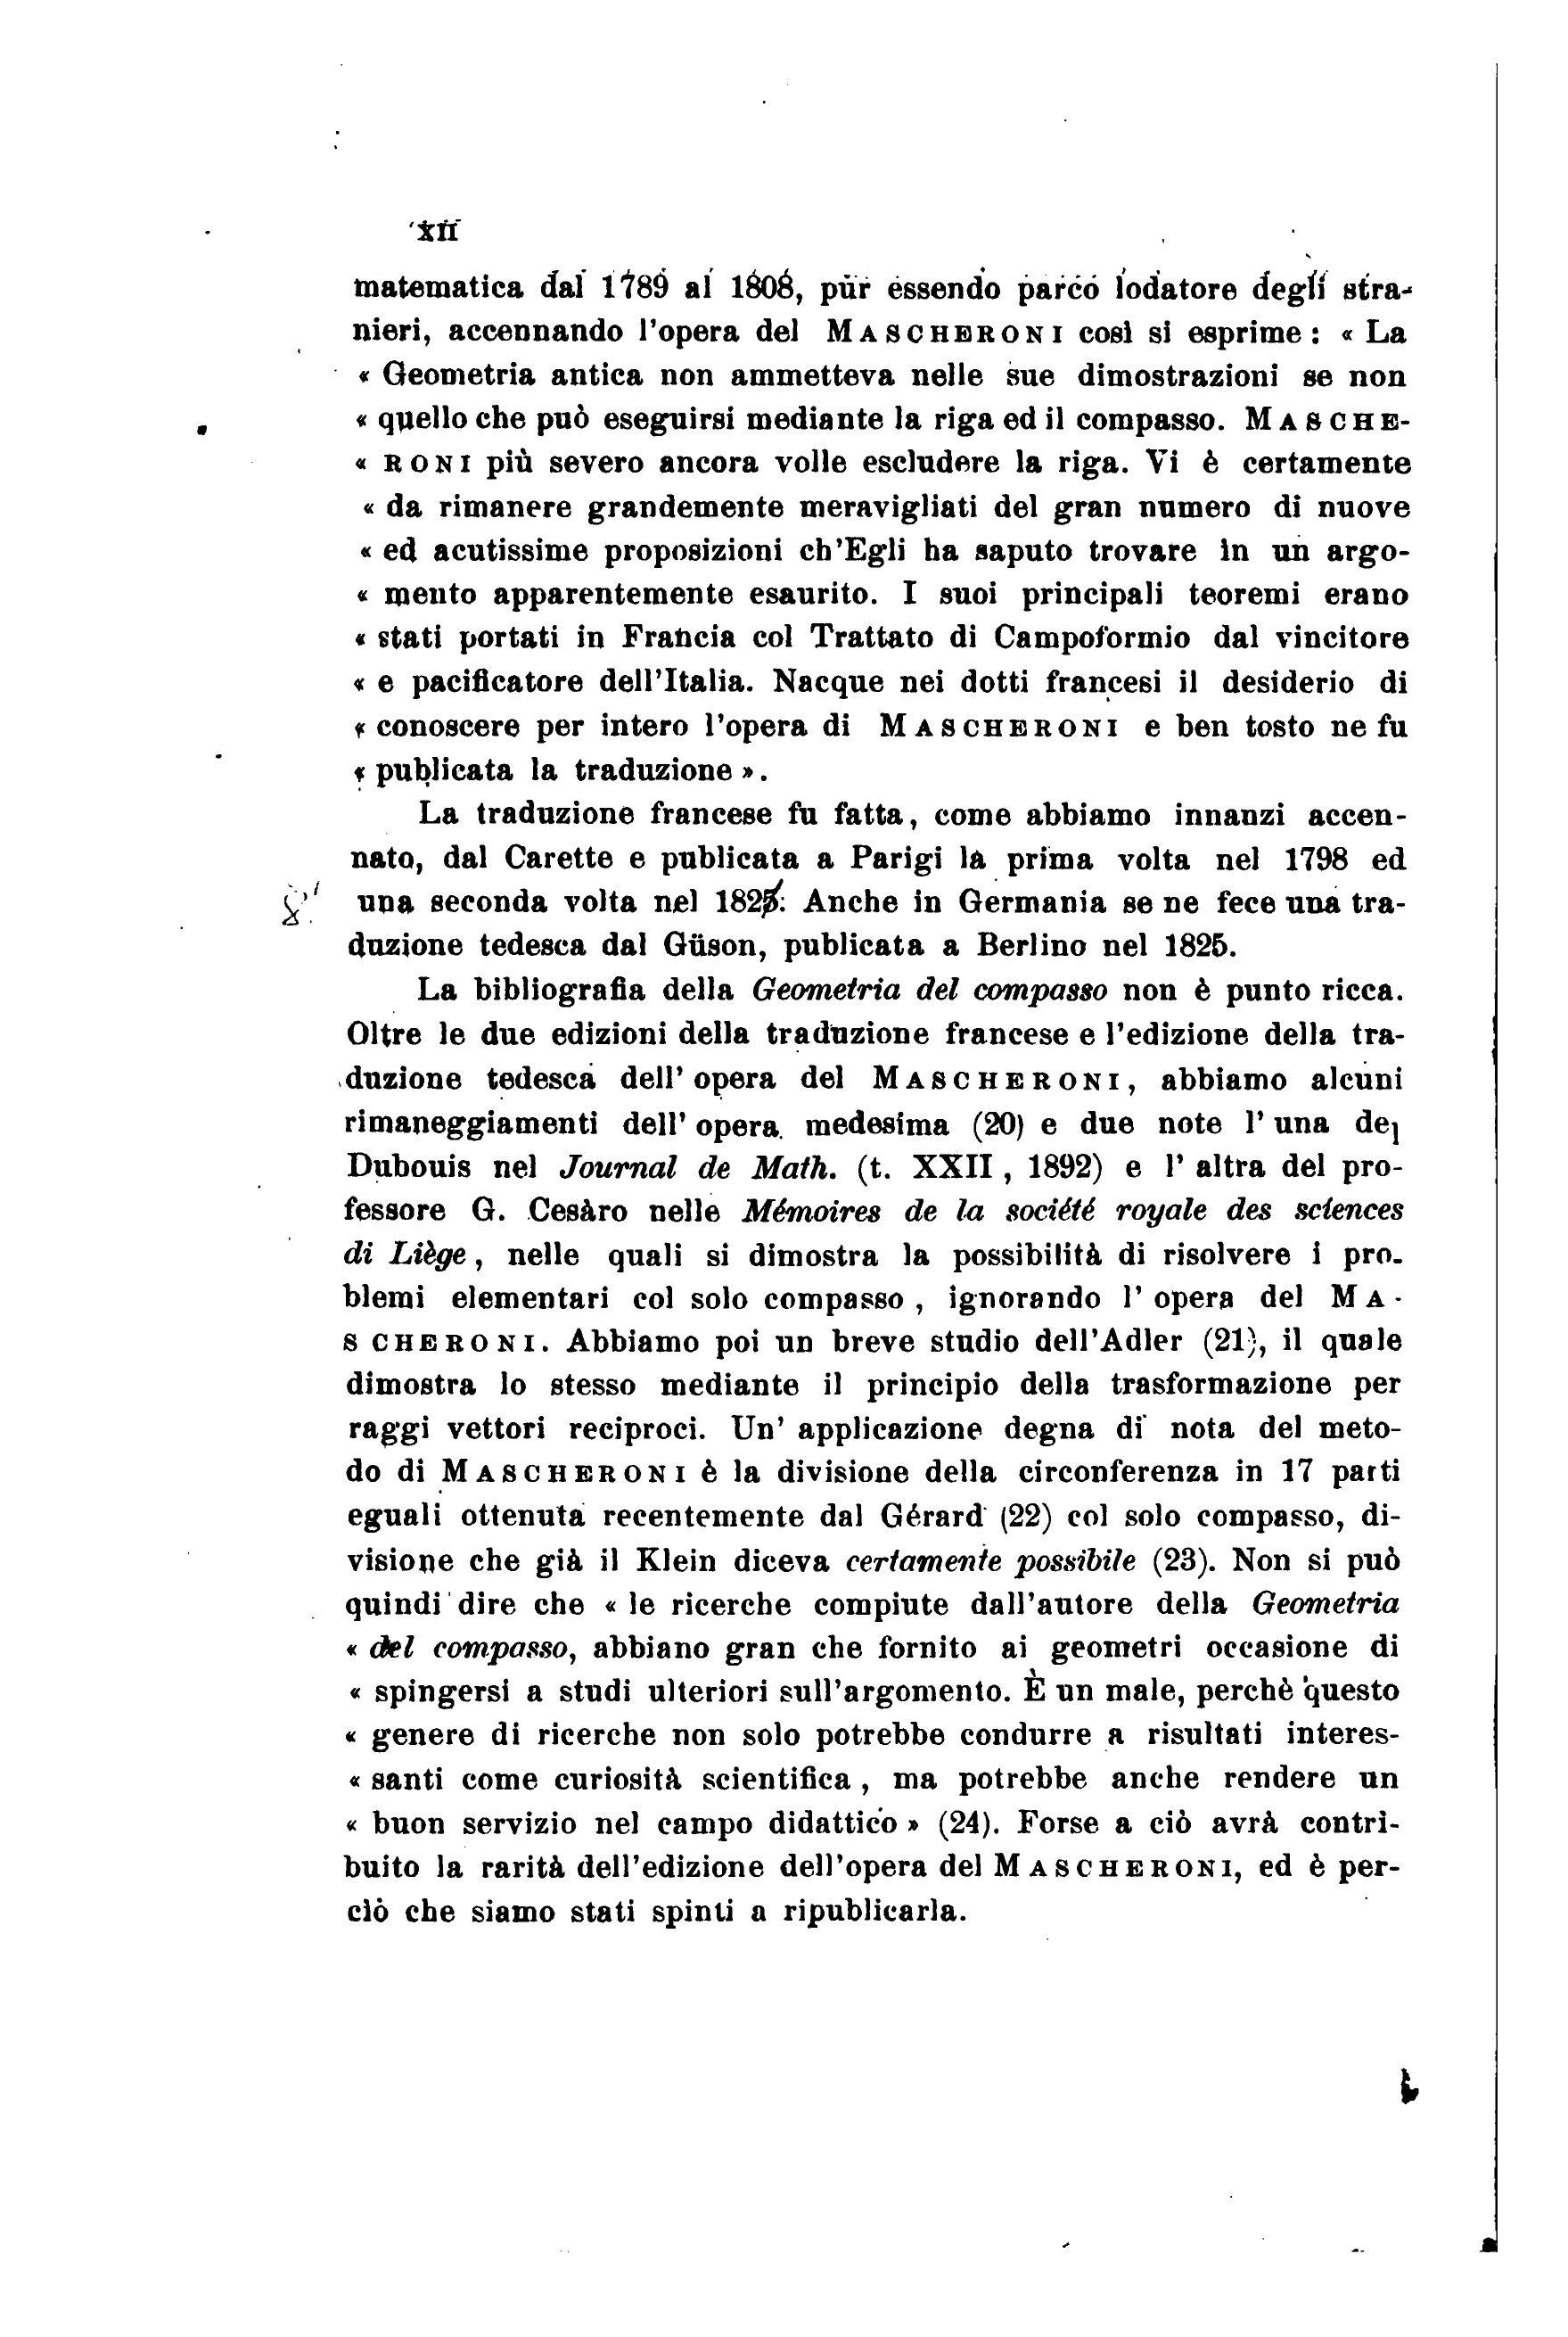 XII
matematica dal 1789 al 1808, pur essendo parco lodatore degli stra-
nieri, accennando l'opera del MASCHERONI così si esprime : « La
« Geometria antica non ammetteva nelle sue dimostrazioni se non
« quello che può eseguirsi mediante la riga ed il compasso. MASCHE-
« RONI più severo ancora volle escludere la riga. Vi è certamente
« da rimanere grandemente meravigliati del gran numero di nuove
« ed acutissime proposizioni ch'Egli ha saputo trovare in un argo-
« mento apparentemente esaurito. I suoi principali teoremi erano
« stati portati in Francia col Trattato di Campoformio dal vincitore
« e pacificatore dell'Italia. Nacque nei dotti francesi il desiderio di
« conoscere per intero l'opera di MASCHERONI e ben tosto ne fu
« publicata la traduzione ».
La traduzione francese fu fatta, come abbiamo innanzi accen-
nato, dal Carette e publicata a Parigi la prima volta nel 1798 ed
8 una seconda volta nel 1825. Anche in Germania se ne fece una tra-
duzione tedesca dal Güson, publicata a Berlino nel 1825.
La bibliografia della Geometria del compasso non è punto ricca.
Oltre le due edizioni della traduzione francese e l'edizione della tra-
duzione tedesca dell' opera del MASCHERONI, abbiamo alcuni
rimaneggiamenti dell' opera medesima (20) e due note l' una del
Dubouis nel Journal de Math. (t. XXII , 1892) e l' altra del pro-
fessore G. Cesàro nelle Mémoires de la société royale des sciences
di Liège , nelle quali si dimostra la possibilità di risolvere i pro-
blemi elementari col solo compasso , ignorando l' opera del MA-
SCHERONI. Abbiamo poi un breve studio dell'Adler (21), il quale
dimostra lo stesso mediante il principio della trasformazione per
raggi vettori reciproci. Un' applicazione degna di nota del meto-
do di MASCHERONI è la divisione della circonferenza in 17 parti
eguali ottenuta recentemente dal Gérard (22) col solo compasso, di-
visione che già il Klein diceva certamente possibile (23). Non si può
quindi dire che « le ricerche compiute dall'autore della Geometria
« del compasso, abbiano gran che fornito ai geometri occasione di
« spingersi a studi ulteriori sull'argomento. È un male, perchè questo
« genere di ricerche non solo potrebbe condurre a risultati interes-
« santi come curiosità scientifica , ma potrebbe anche rendere un
« buon servizio nel campo didattico » (24). Forse a ciò avrà contri-
buito la rarità dell'edizione dell'opera del MASCHERONI, ed è per-
ciò che siamo stati spinti a ripublicarla.